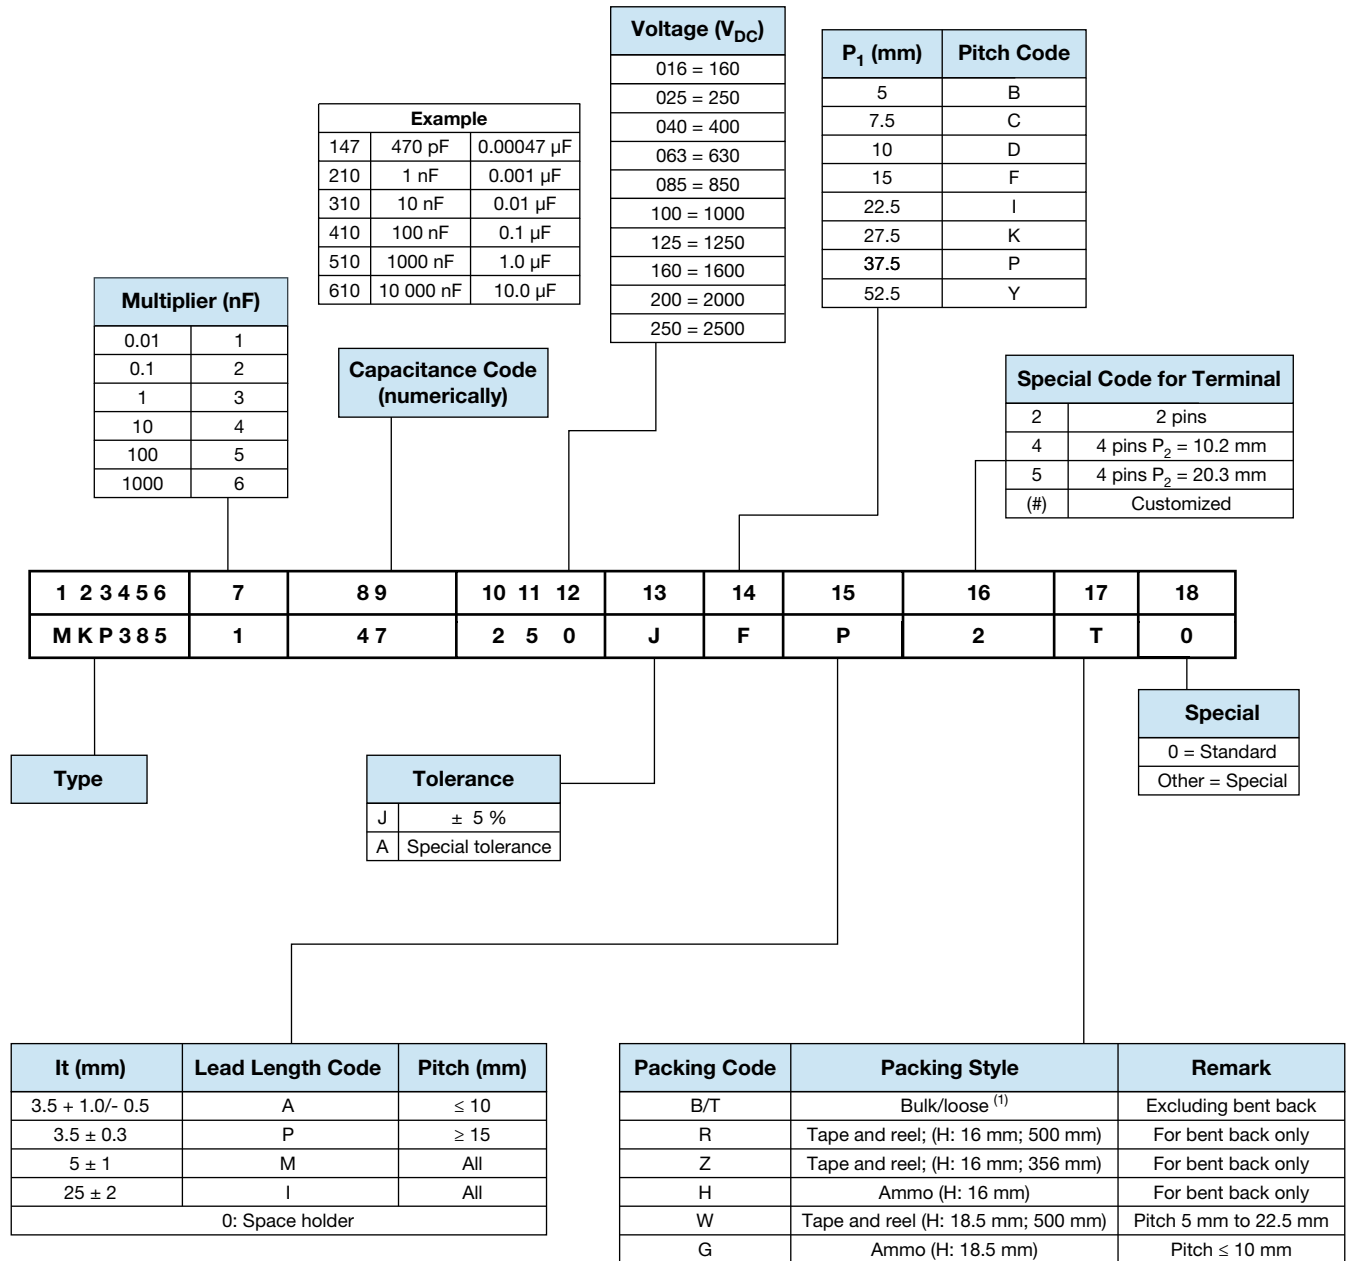 Voltage (VDC)
016 = 160
025 = 250
040 = 400
063 = 630
085 = 850
100 = 1000
125 = 1250
160 = 1600
200 = 2000
250 = 2500
P1 (mm) Pitch Code
5 B
7.5 C
10 D
15 F
22.5 I
27.5 K
37.5 P
52.5 Y
Example
147 470 pF 0.00047 µF
210 1 nF 0.001 µF
310 10 nF 0.01 µF
410 100 nF 0.1 µF
510 1000 nF 1.0 µF
610 10 000 nF 10.0 µF
Multiplier (nF)
0.01 1
0.1 2
1 3
10 4
100 5
1000 6
Capacitance Code
(numerically)
Special Code for Terminal
2 2 pins
4 4 pins P2 = 10.2 mm
5 4 pins P2 = 20.3 mm
(#) Customized
1 2 3 4 5 6 7 8 9 10 11 12 13 14 15 16 17 18
M K P 3 8 5 1 4 7 2 5 0 J F P 2 T 0
Type
Tolerance
J ± 5 %
A Special tolerance
Special
0 = Standard
Other = Special
It (mm) Lead Length Code Pitch (mm)
3.5 + 1.0/- 0.5 A ≤ 10
3.5 ± 0.3 P ≥ 15
5 ± 1 M All
25 ± 2 I All
0: Space holder
Packing Code Packing Style Remark
B/T Bulk/loose (1) Excluding bent back
R Tape and reel; (H: 16 mm; 500 mm) For bent back only
Z Tape and reel; (H: 16 mm; 356 mm) For bent back only
H Ammo (H: 16 mm) For bent back only
W Tape and reel (H: 18.5 mm; 500 mm) Pitch 5 mm to 22.5 mm
G Ammo (H: 18.5 mm) Pitch ≤ 10 mm